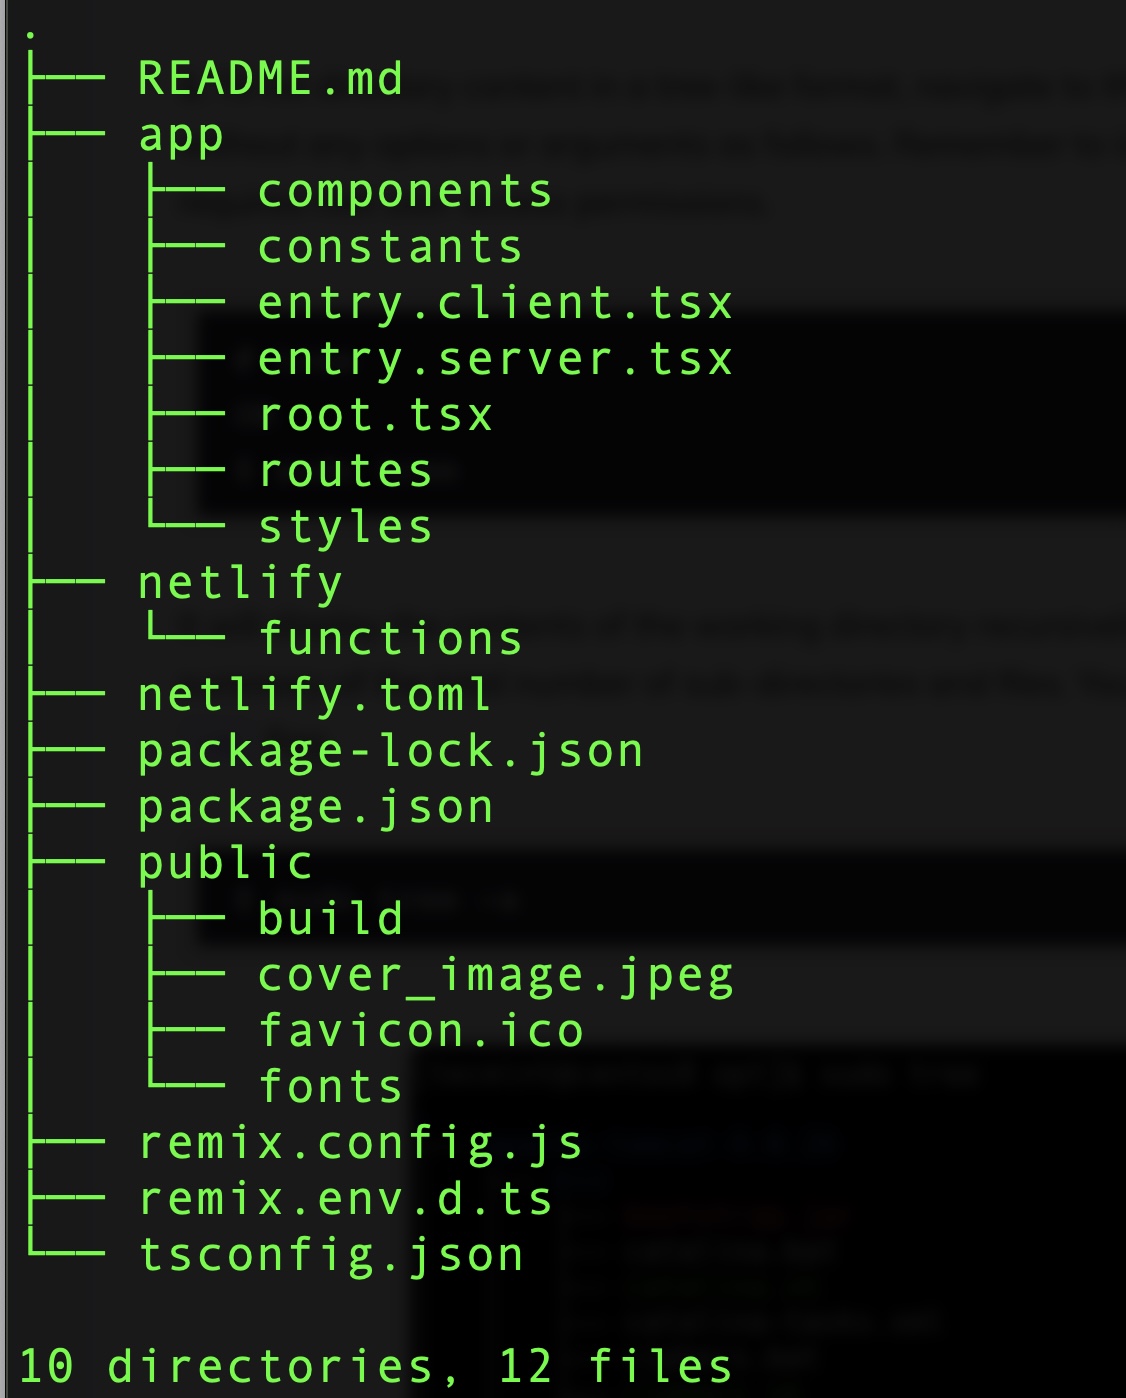 .
├── README.md
├── app
│   ├── components
│   ├── constants
│   ├── entry.client.tsx
│   ├── entry.server.tsx
│   ├── root.tsx
│   ├── routes
│   └── styles
├── netlify
│   └── functions
├── netlify.toml
├── package-lock.json
├── package.json
├── public
│   ├── build
│   ├── cover_image.jpeg
│   ├── favicon.ico
│   └── fonts
├── remix.config.js
├── remix.env.d.ts
└── tsconfig.json
10 directories, 12 files